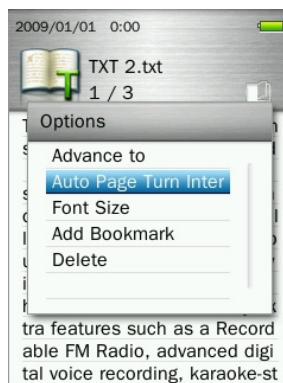 2009/01/01 0:00
TXT 2.txt
1 / 3
Options
Advance to
Auto Page Turn Inter
Font Size
Add Bookmark
Delete
tra features such as a Record
able FM Radio, advanced digi
tal voice recording, karaoke-st